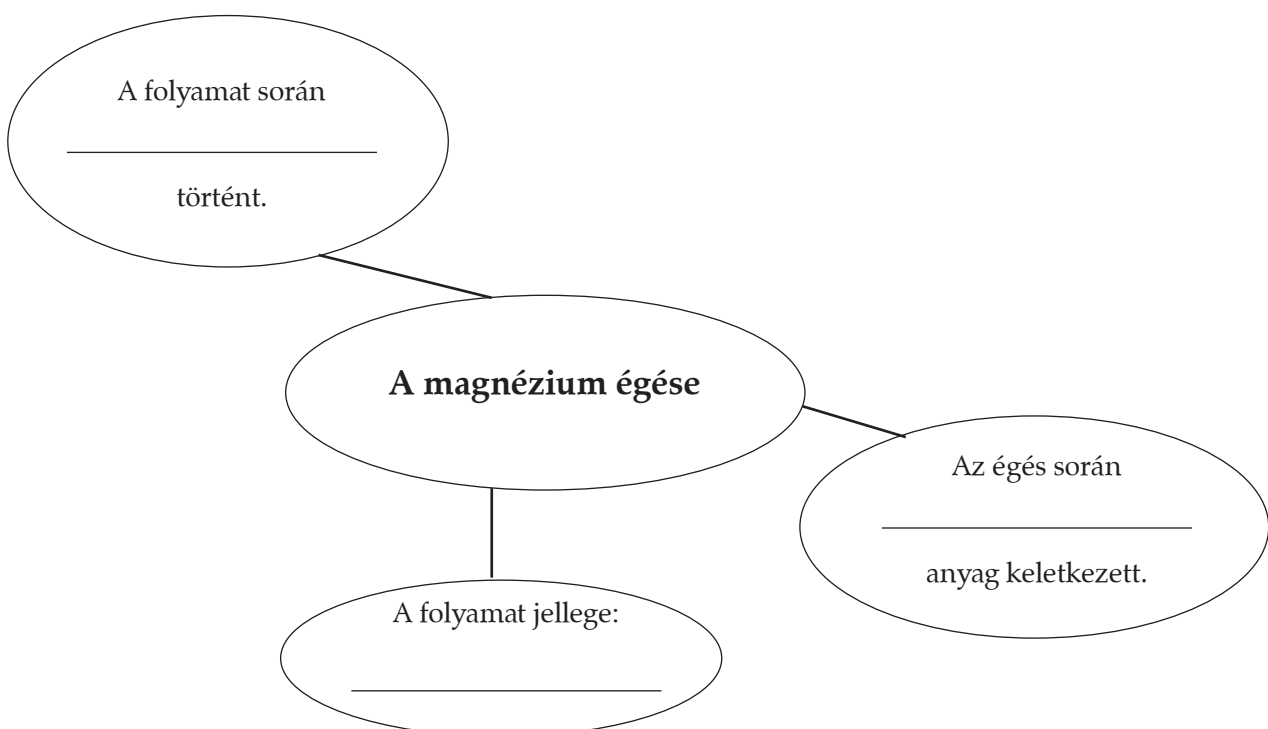 A folyamat során
történt.
A magnézium égése
Az égés során
anyag keletkezett.
A folyamat jellege: